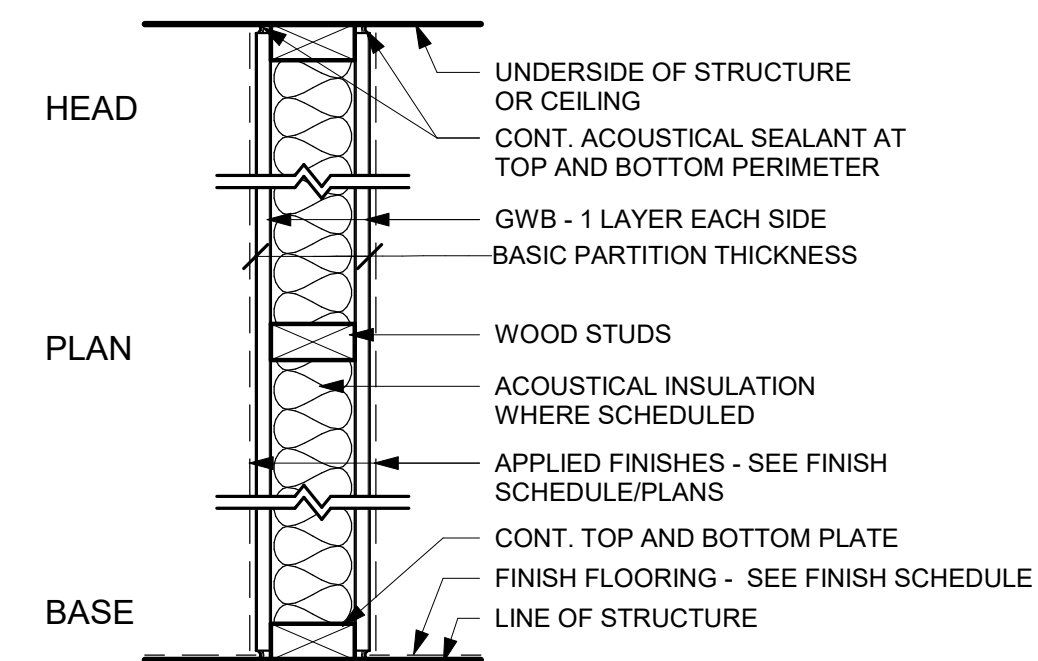 HEAD
UNDERSIDE OF STRUCTURE
OR CEILING
CONT. ACOUSTICAL SEALANT AT
TOP AND BOTTOM PERIMETER
GWB - 1 LAYER EACH SIDE
BASIC PARTITION THICKNESS
PLAN
WOOD STUDS
ACOUSTICAL INSULATION
WHERE SCHEDULED
APPLIED FINISHES - SEE FINISH
SCHEDULE/PLANS
CONT. TOP AND BOTTOM PLATE
FINISH FLOORING - SEE FINISH SCHEDULE
BASE
LINE OF STRUCTURE